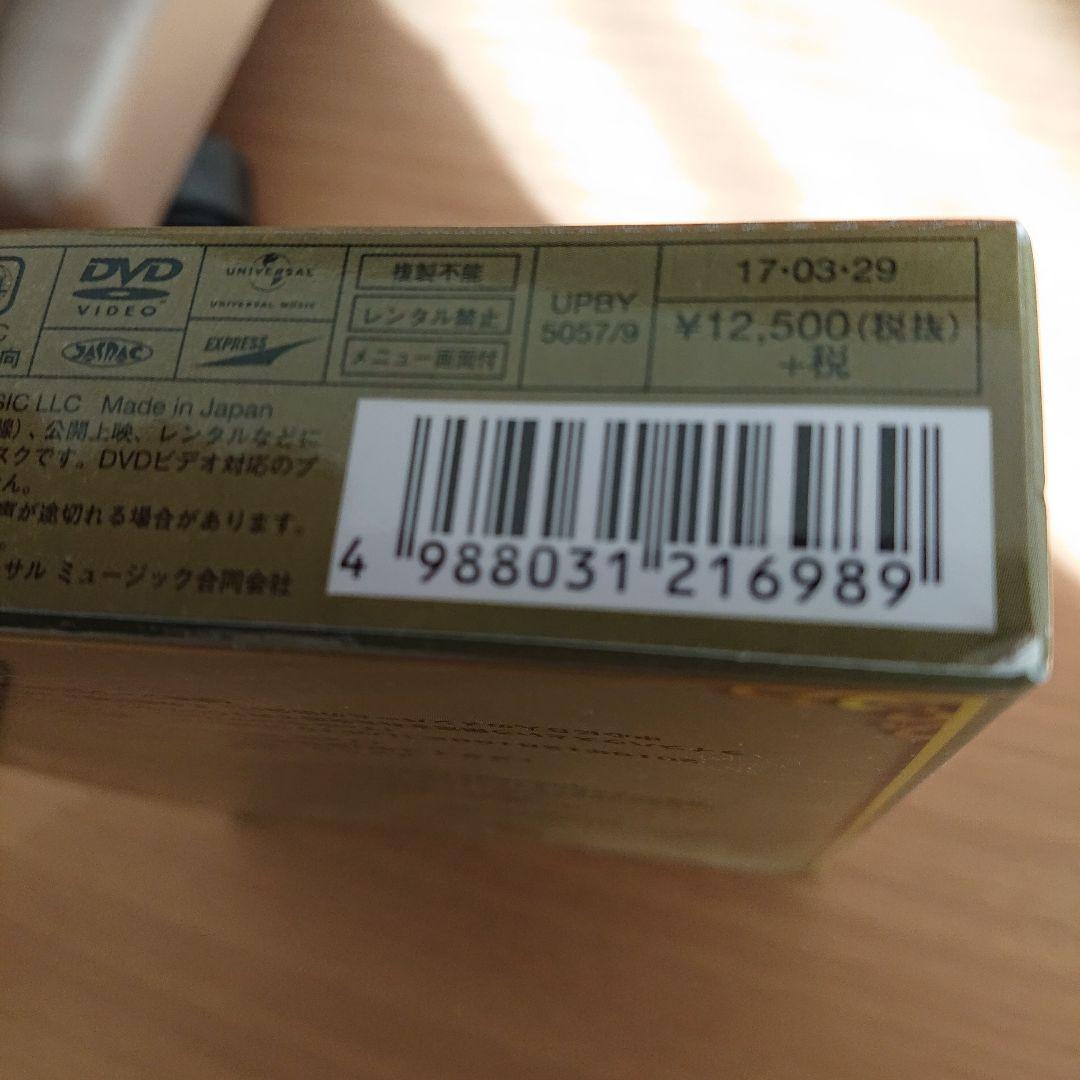 DVD
VIDEO
JASRAC
UNIVERSAL
UNIVERSAL MUSIC
EXPRESS
複製不能
レンタル禁止
メニュー画面付
UPBY
5057/9
17・03・29
¥12,500(税抜)
+税
C
向
SIC LLC Made in Japan
線)、公開上映、レンタルなどに
スクです。DVDビデオ対応のプ
ん。
声が途切れる場合があります。
サル ミュージック合同会社
4 988031 216989